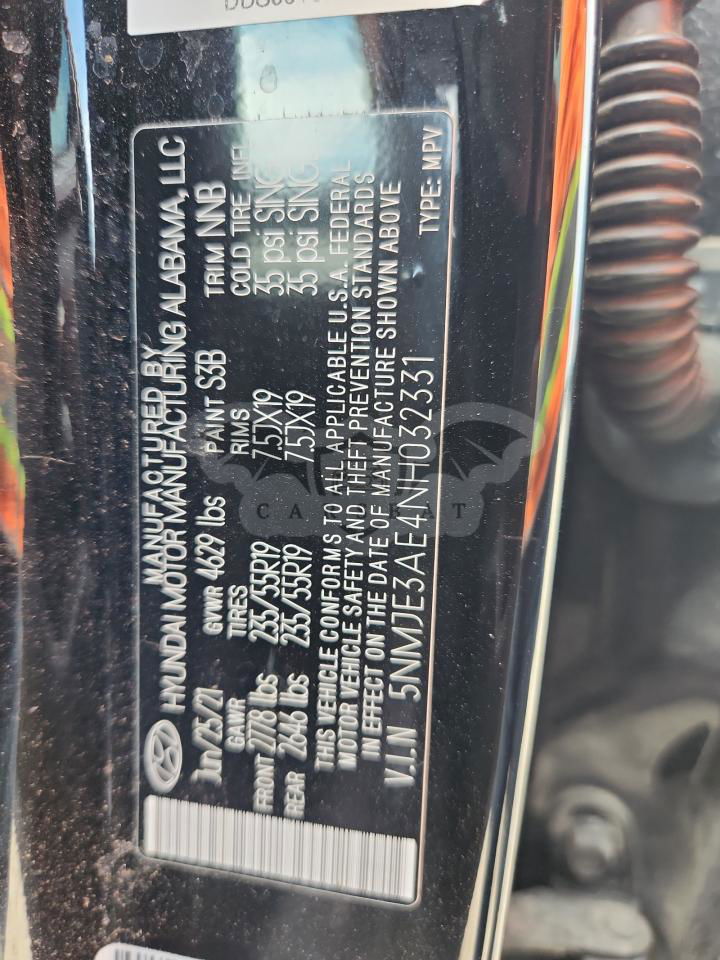 MANUFACTURED BY
HYUNDAI MOTOR MANUFACTURING ALABAMA, LLC
Jn/25/21 GVWR 4629 lbs PAINT S3B TRIM NNB
GAWR TIRES RIMS COLD TIRE INFL
FRONT 2778 lbs 235/55R19 7.5JX19 35 psi SING.
REAR 2646 lbs 235/55R19 7.5JX19 35 psi SING.
THIS VEHICLE CONFORMS TO ALL APPLICABLE U.S.A. FEDERAL
MOTOR VEHICLE SAFETY AND THEFT PREVENTION STANDARDS
IN EFFECT ON THE DATE OF MANUFACTURE SHOWN ABOVE
V.I.N 5NMJE3AE4NH032331 TYPE: MPV